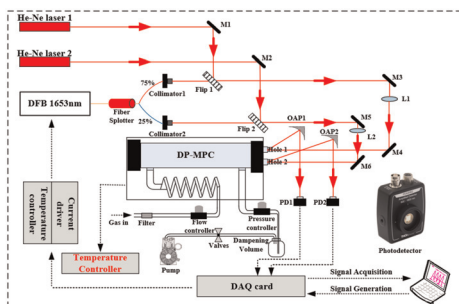 He-Ne laser 1
M1
He-Ne laser 2
M2
M3
75%
Collimator1
Flip 1
L1
DFB 1653nm
Fiber
Splotter
25%
Collimator2
Flip 2
OAP1
OAP2
M5
L2
M4
DP-MPC
Hole 1
Hole 2
M6
Current
driver
Temperature
controller
PD1
PD2
Gas in
Filter
Flow
controller
Pressure
controller
Valves
Dampening
Volume
Photodetector
Temperature
Controller
Pump
DAQ card
Signal Acquisition
Signal Generation